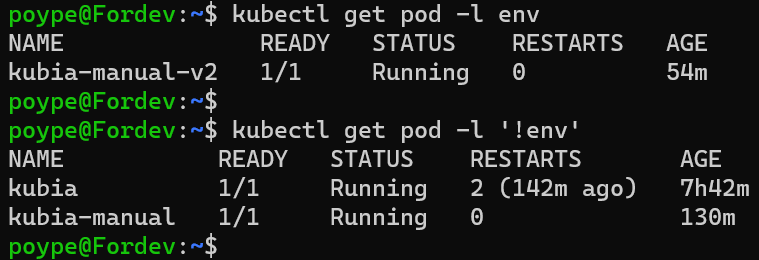 poype@Fordev:~$ kubectl get pod -l env
NAME              READY   STATUS    RESTARTS   AGE
kubia-manual-v2   1/1     Running   0          54m
poype@Fordev:~$
poype@Fordev:~$ kubectl get pod -l '!env'
NAME           READY   STATUS    RESTARTS       AGE
kubia          1/1     Running   2 (142m ago)   7h42m
kubia-manual   1/1     Running   0              130m
poype@Fordev:~$